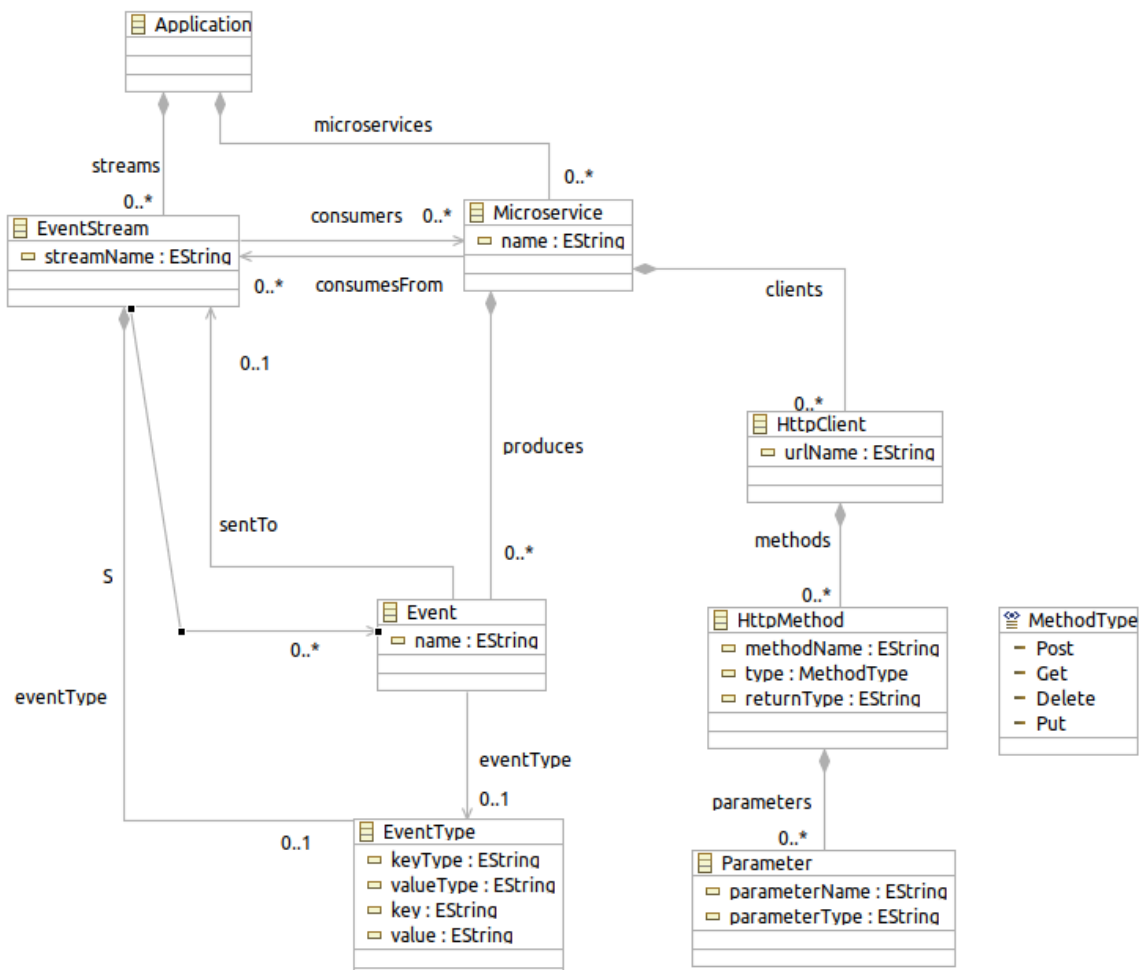 Application
microservices
streams
0..*
0..*
EventStream
streamName : EString
consumers
0..*
Microservice
name : EString
0..*
consumesFrom
clients
0..1
0..*
HttpClient
urlName : EString
produces
sentTo
methods
0..*
S
0..*
Event
name : EString
0..*
HttpMethod
methodName : EString
type : MethodType
returnType : EString
MethodType
Post
Get
Delete
Put
eventType
eventType
0..1
parameters
0..*
0..1
EventType
keyType : EString
valueType : EString
key : EString
value : EString
Parameter
parameterName : EString
parameterType : EString